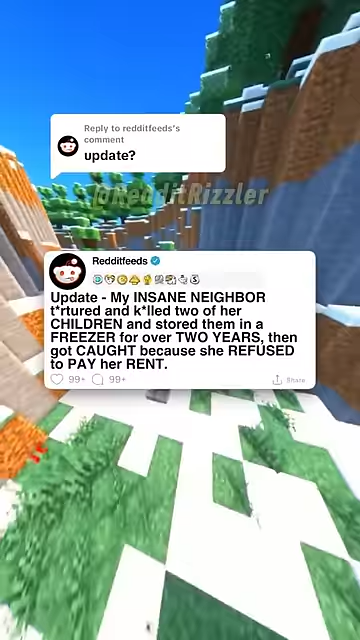 Reply to redditfeeds's
comment
update?
@RedditRizzler
Redditfeeds
Update - My INSANE NEIGHBOR
t*rtured and k*lled two of her
CHILDREN and stored them in a
FREEZER for over TWO YEARS, then
got CAUGHT because she REFUSED
to PAY her RENT.
99+ 99+ Share